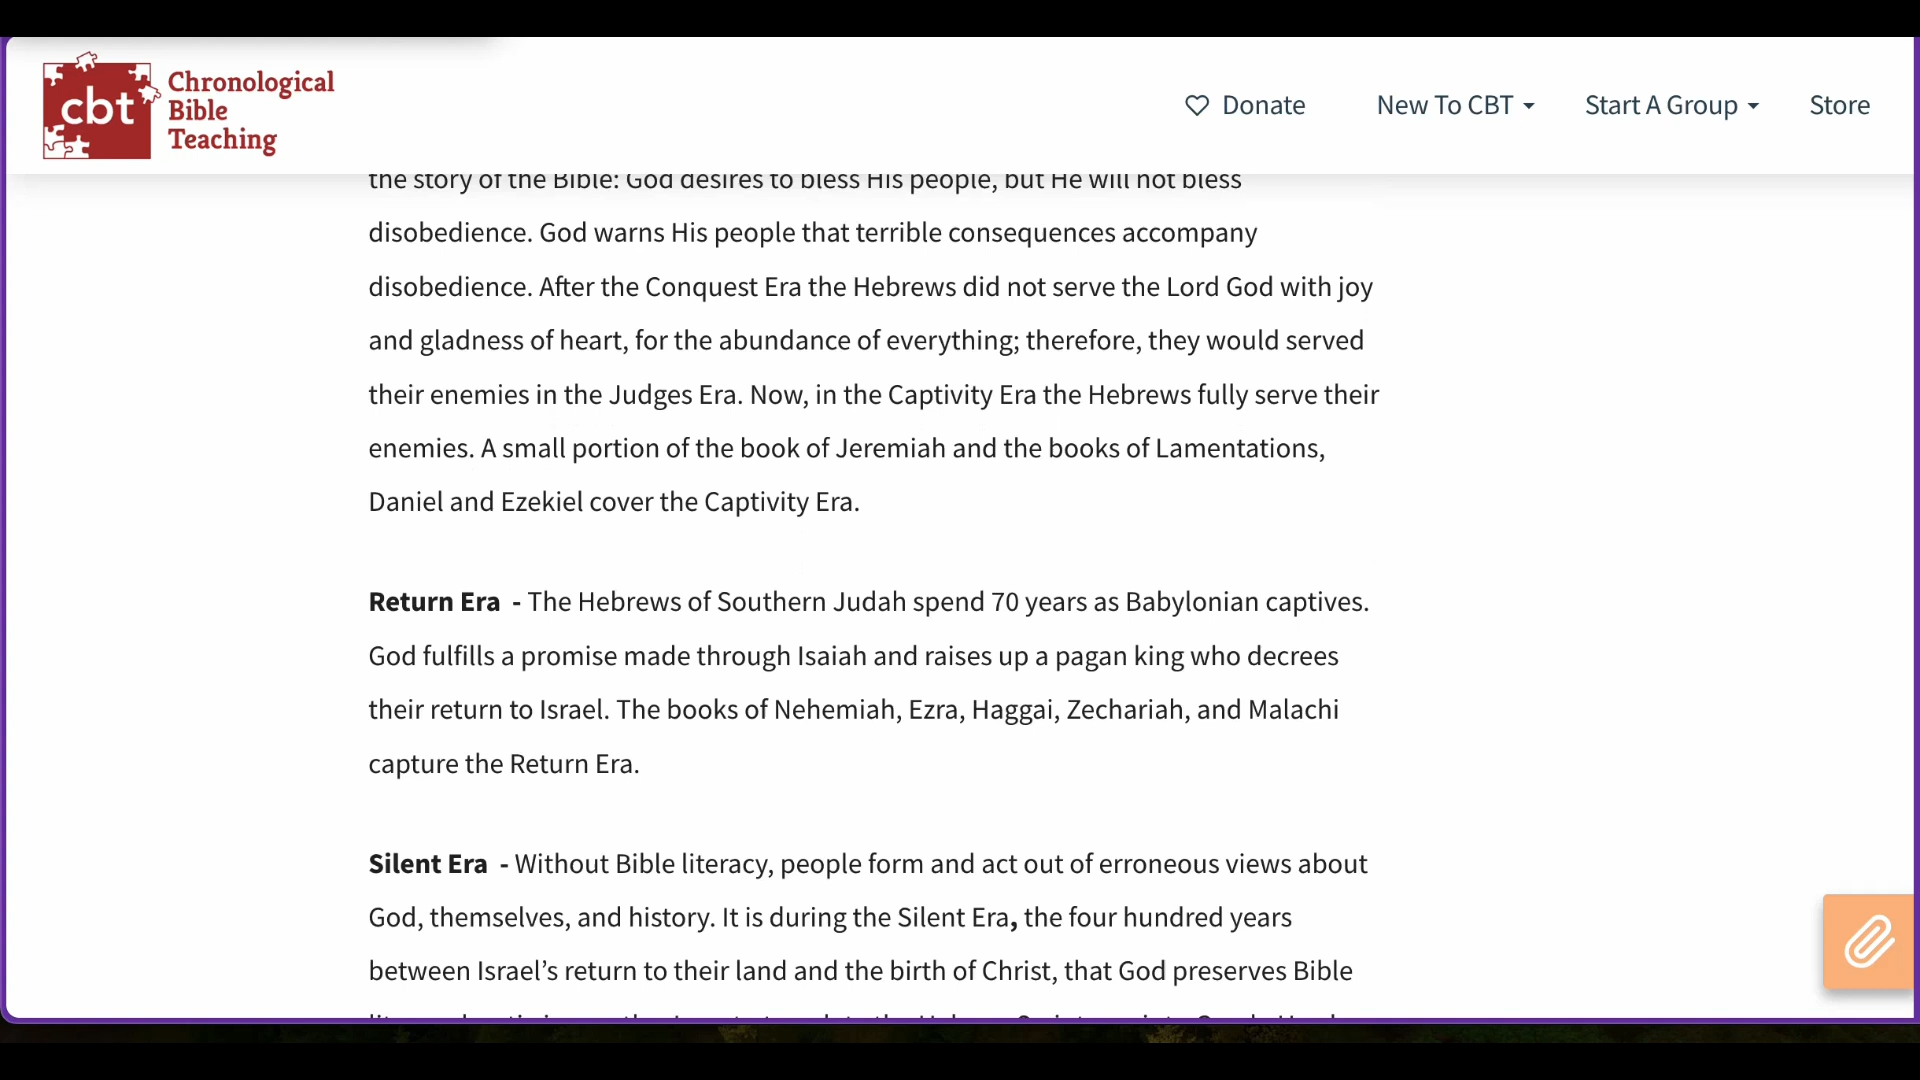 cbt
Chronological
Bible
Teaching
Donate
New To CBT
Start A Group
Store
the story of the Bible: God desires to bless His people, but He will not bless
disobedience. God warns His people that terrible consequences accompany
disobedience. After the Conquest Era the Hebrews did not serve the Lord God with joy
and gladness of heart, for the abundance of everything; therefore, they would served
their enemies in the Judges Era. Now, in the Captivity Era the Hebrews fully serve their
enemies. A small portion of the book of Jeremiah and the books of Lamentations,
Daniel and Ezekiel cover the Captivity Era.
Return Era - The Hebrews of Southern Judah spend 70 years as Babylonian captives.
God fulfills a promise made through Isaiah and raises up a pagan king who decrees
their return to Israel. The books of Nehemiah, Ezra, Haggai, Zechariah, and Malachi
capture the Return Era.
Silent Era - Without Bible literacy, people form and act out of erroneous views about
God, themselves, and history. It is during the Silent Era, the four hundred years
between Israel’s return to their land and the birth of Christ, that God preserves Bible